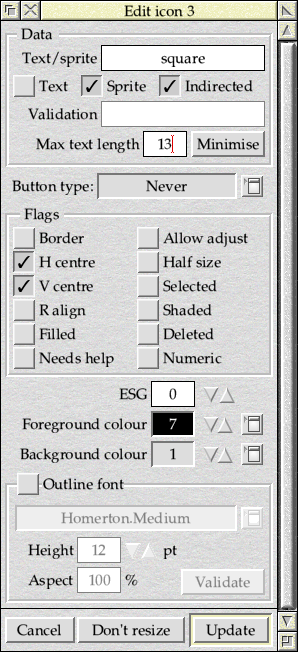 Edit icon 3
Data
Text/sprite square
Text Sprite Indirected
Validation
Max text length 13 Minimise
Button type: Never
Flags
Border Allow adjust
H centre Half size
V centre Selected
R align Shaded
Filled Deleted
Needs help Numeric
ESG 0
Foreground colour 7
Background colour 1
Outline font
Homerton.Medium
Height 12 pt
Aspect 100 % Validate
Cancel Don't resize Update